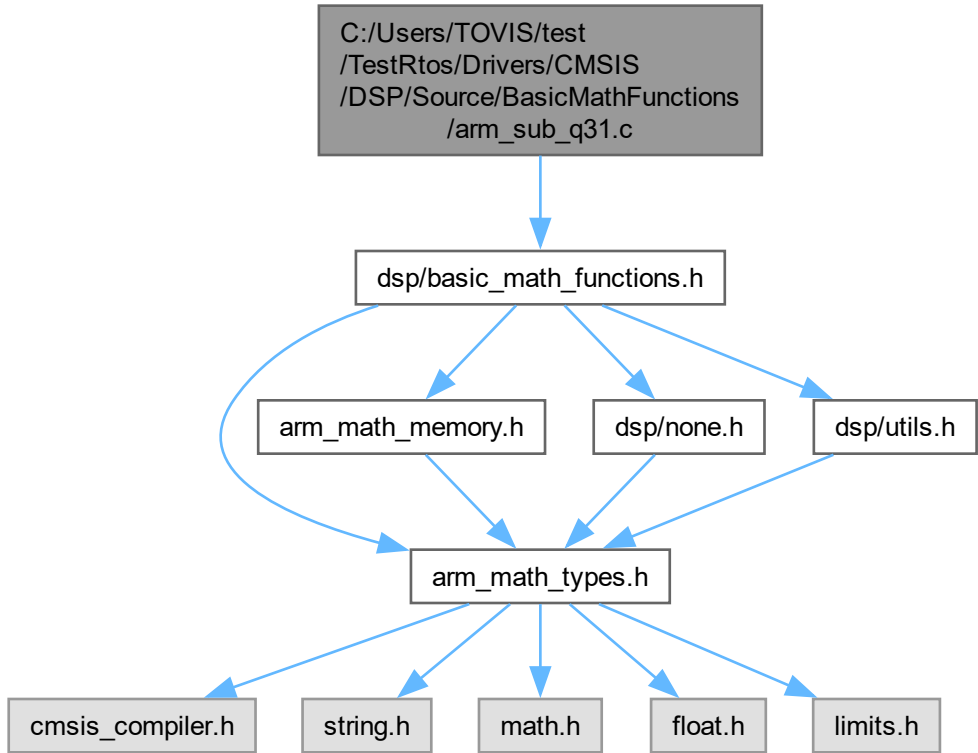 C:/Users/TOVIS/test
/TestRtos/Drivers/CMSIS
/DSP/Source/BasicMathFunctions
/arm_sub_q31.c
dsp/basic_math_functions.h
arm_math_memory.h
dsp/none.h
dsp/utils.h
arm_math_types.h
cmsis_compiler.h
string.h
math.h
float.h
limits.h